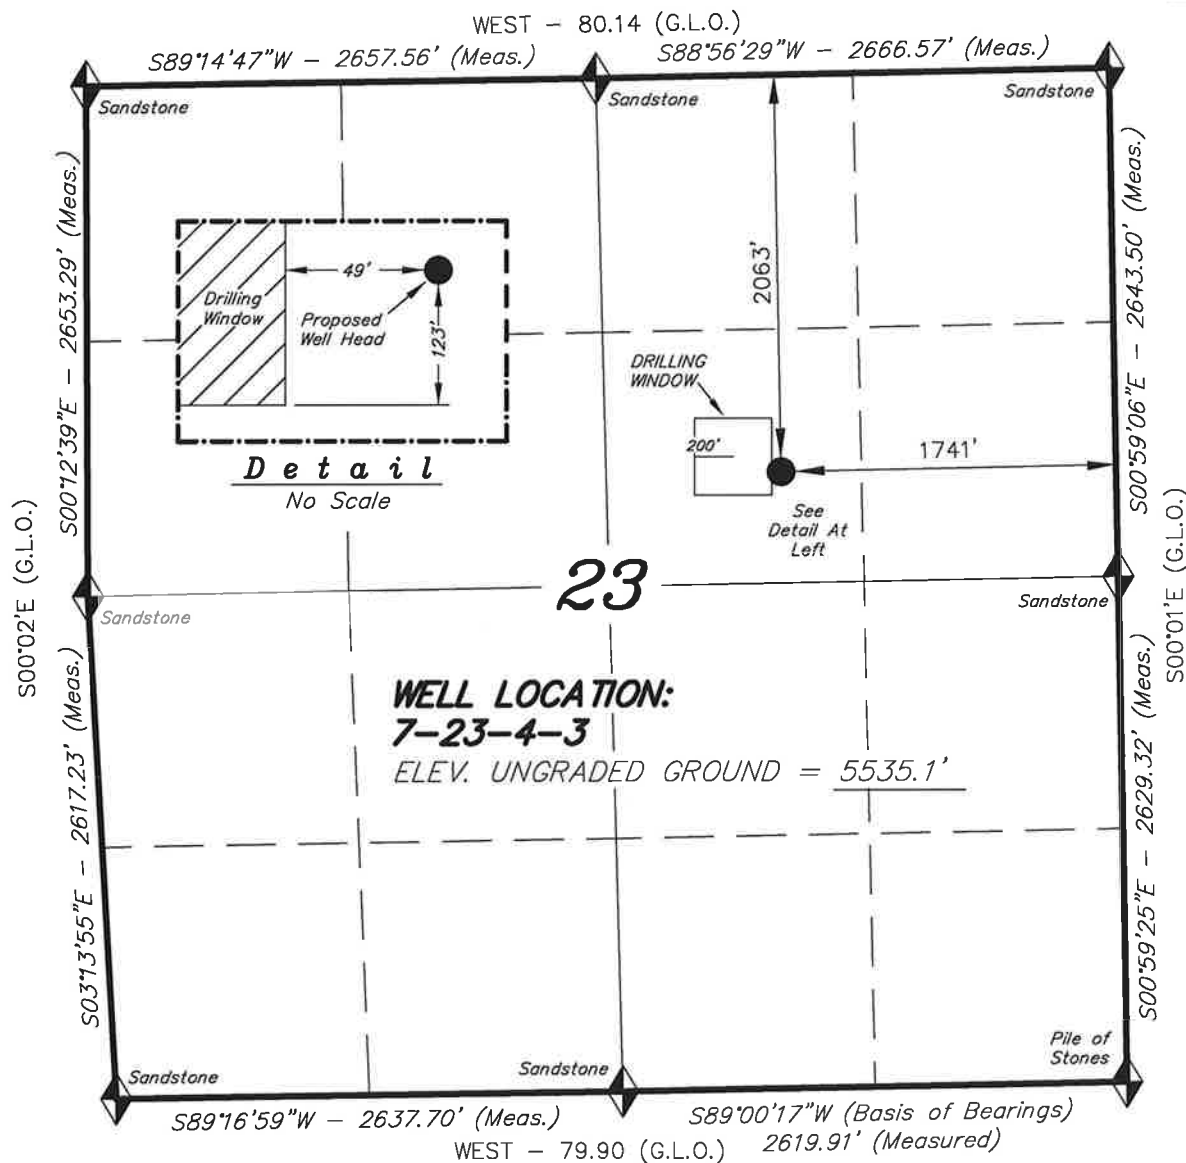 WEST – 80.14 (G.L.O.)
S89°14'47"W – 2657.56' (Meas.)
S88°56'29"W – 2666.57' (Meas.)
Sandstone
Sandstone
Sandstone
S00°12'39"E – 2653.29' (Meas.)
S00°59'06"E – 2643.50' (Meas.)
2063'
49'
Drilling
Window
Proposed
Well Head
123'
Detail
No Scale
DRILLING
WINDOW
200'
1741'
See
Detail At
Left
S00°02'E (G.L.O.)
S00°01'E (G.L.O.)
23
Sandstone
Sandstone
WELL LOCATION:
7–23–4–3
ELEV. UNGRADED GROUND = 5535.1'
S03°13'55"E – 2617.23' (Meas.)
S00°59'25"E – 2629.32' (Meas.)
Sandstone
Sandstone
Pile of
Stones
S89°16'59"W – 2637.70' (Meas.)
S89°00'17"W (Basis of Bearings)
2619.91' (Measured)
WEST – 79.90 (G.L.O.)